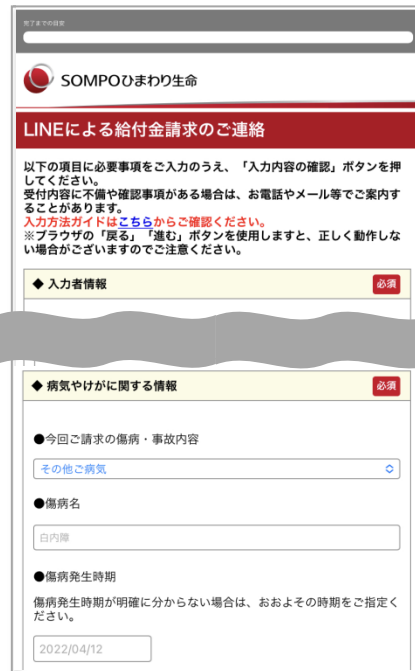 完了までの目安
SOMPOひまわり生命
LINEによる給付金請求のご連絡
以下の項目に必要事項をご入力のうえ、「入力内容の確認」ボタンを押
してください。
受付内容に不備や確認事項がある場合は、お電話やメール等でご案内す
ることがあります。
入力方法ガイドはこちらからご確認ください。
※ブラウザの「戻る」「進む」ボタンを使用しますと、正しく動作しな
い場合がございますのでご注意ください。
◆ 入力者情報 必須
◆ 病気やけがに関する情報 必須
●今回ご請求の傷病・事故内容
その他ご病気
●傷病名
白内障
●傷病発生時期
傷病発生時期が明確に分からない場合は、おおよその時期をご指定く
ださい。
2022/04/12